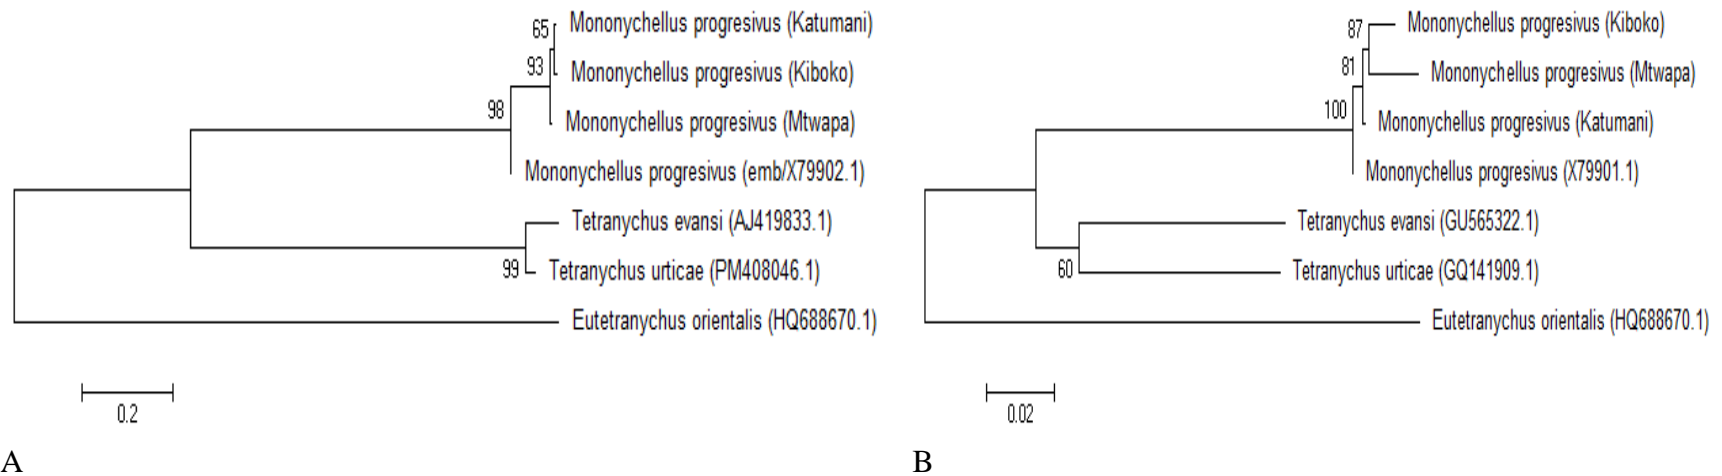 65
Mononychellus progresivus (Katumani)
93
Mononychellus progresivus (Kiboko)
98
Mononychellus progresivus (Mtwapa)
Mononychellus progresivus (emb/X79902.1)
Tetranychus evansi (AJ419833.1)
99
Tetranychus urticae (PM408046.1)
Eutetranychus orientalis (HQ688670.1)
0.2
A
87
Mononychellus progresivus (Kiboko)
81
Mononychellus progresivus (Mtwapa)
100
Mononychellus progresivus (Katumani)
Mononychellus progresivus (X79901.1)
Tetranychus evansi (GU565322.1)
60
Tetranychus urticae (GQ141909.1)
Eutetranychus orientalis (HQ688670.1)
0.02
B